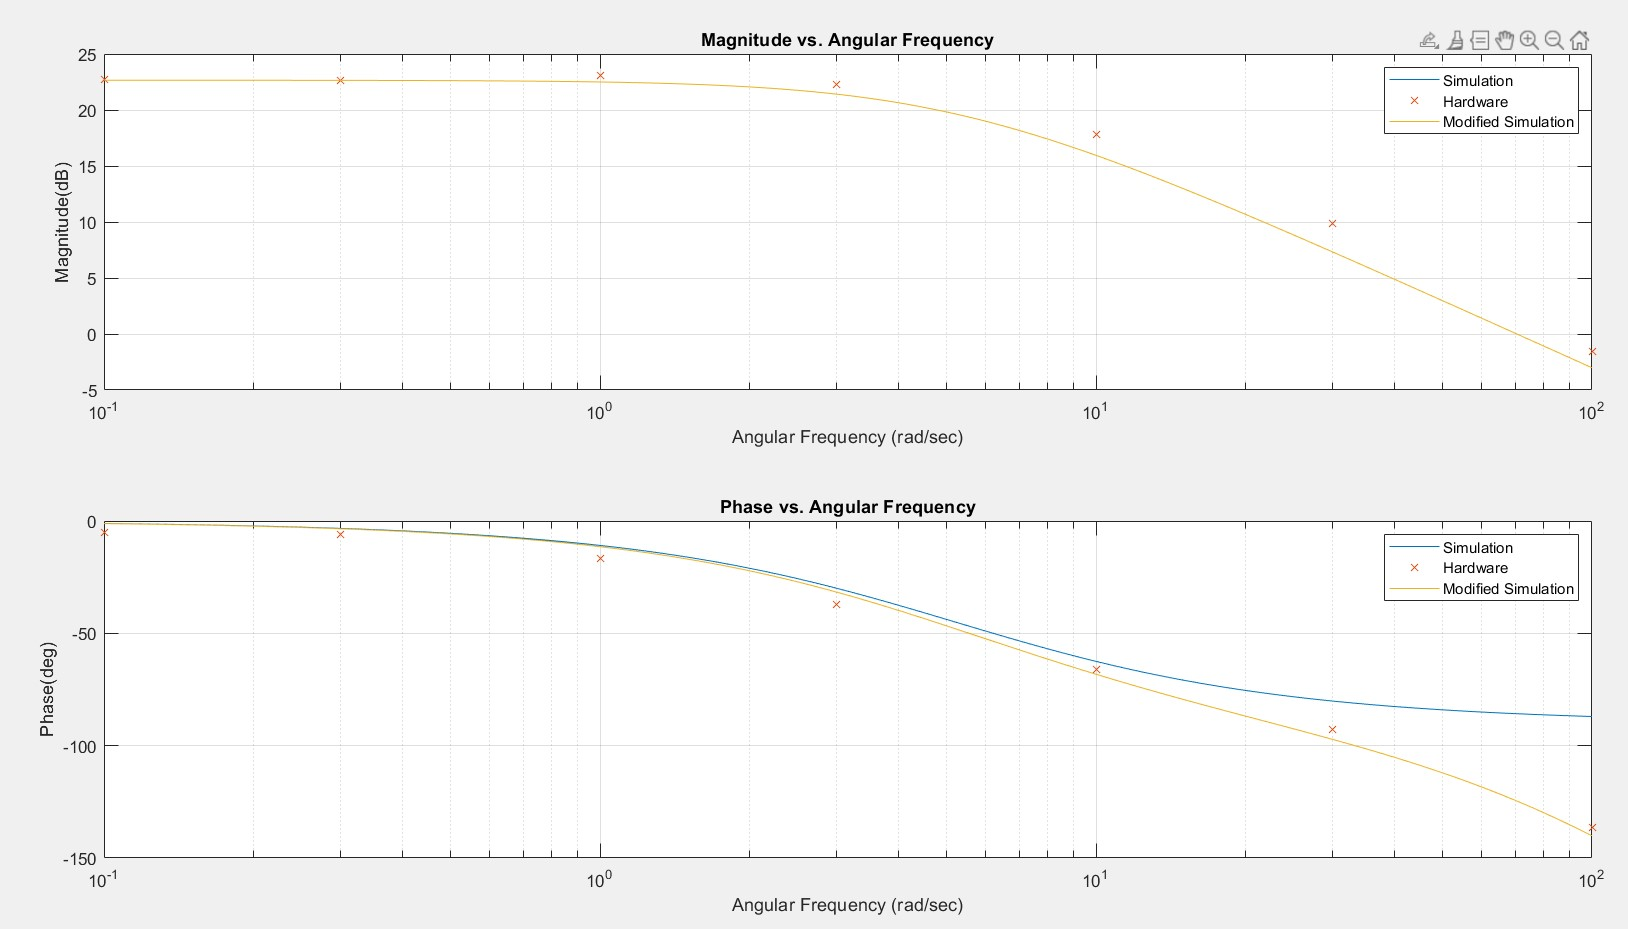 Magnitude vs. Angular Frequency
25
20
15
10
5
0
-5
Magnitude(dB)
Simulation
Hardware
Modified Simulation
10^-1
10^0
10^1
10^2
Angular Frequency (rad/sec)
Phase vs. Angular Frequency
0
-50
-100
-150
Phase(deg)
Simulation
Hardware
Modified Simulation
10^-1
10^0
10^1
10^2
Angular Frequency (rad/sec)